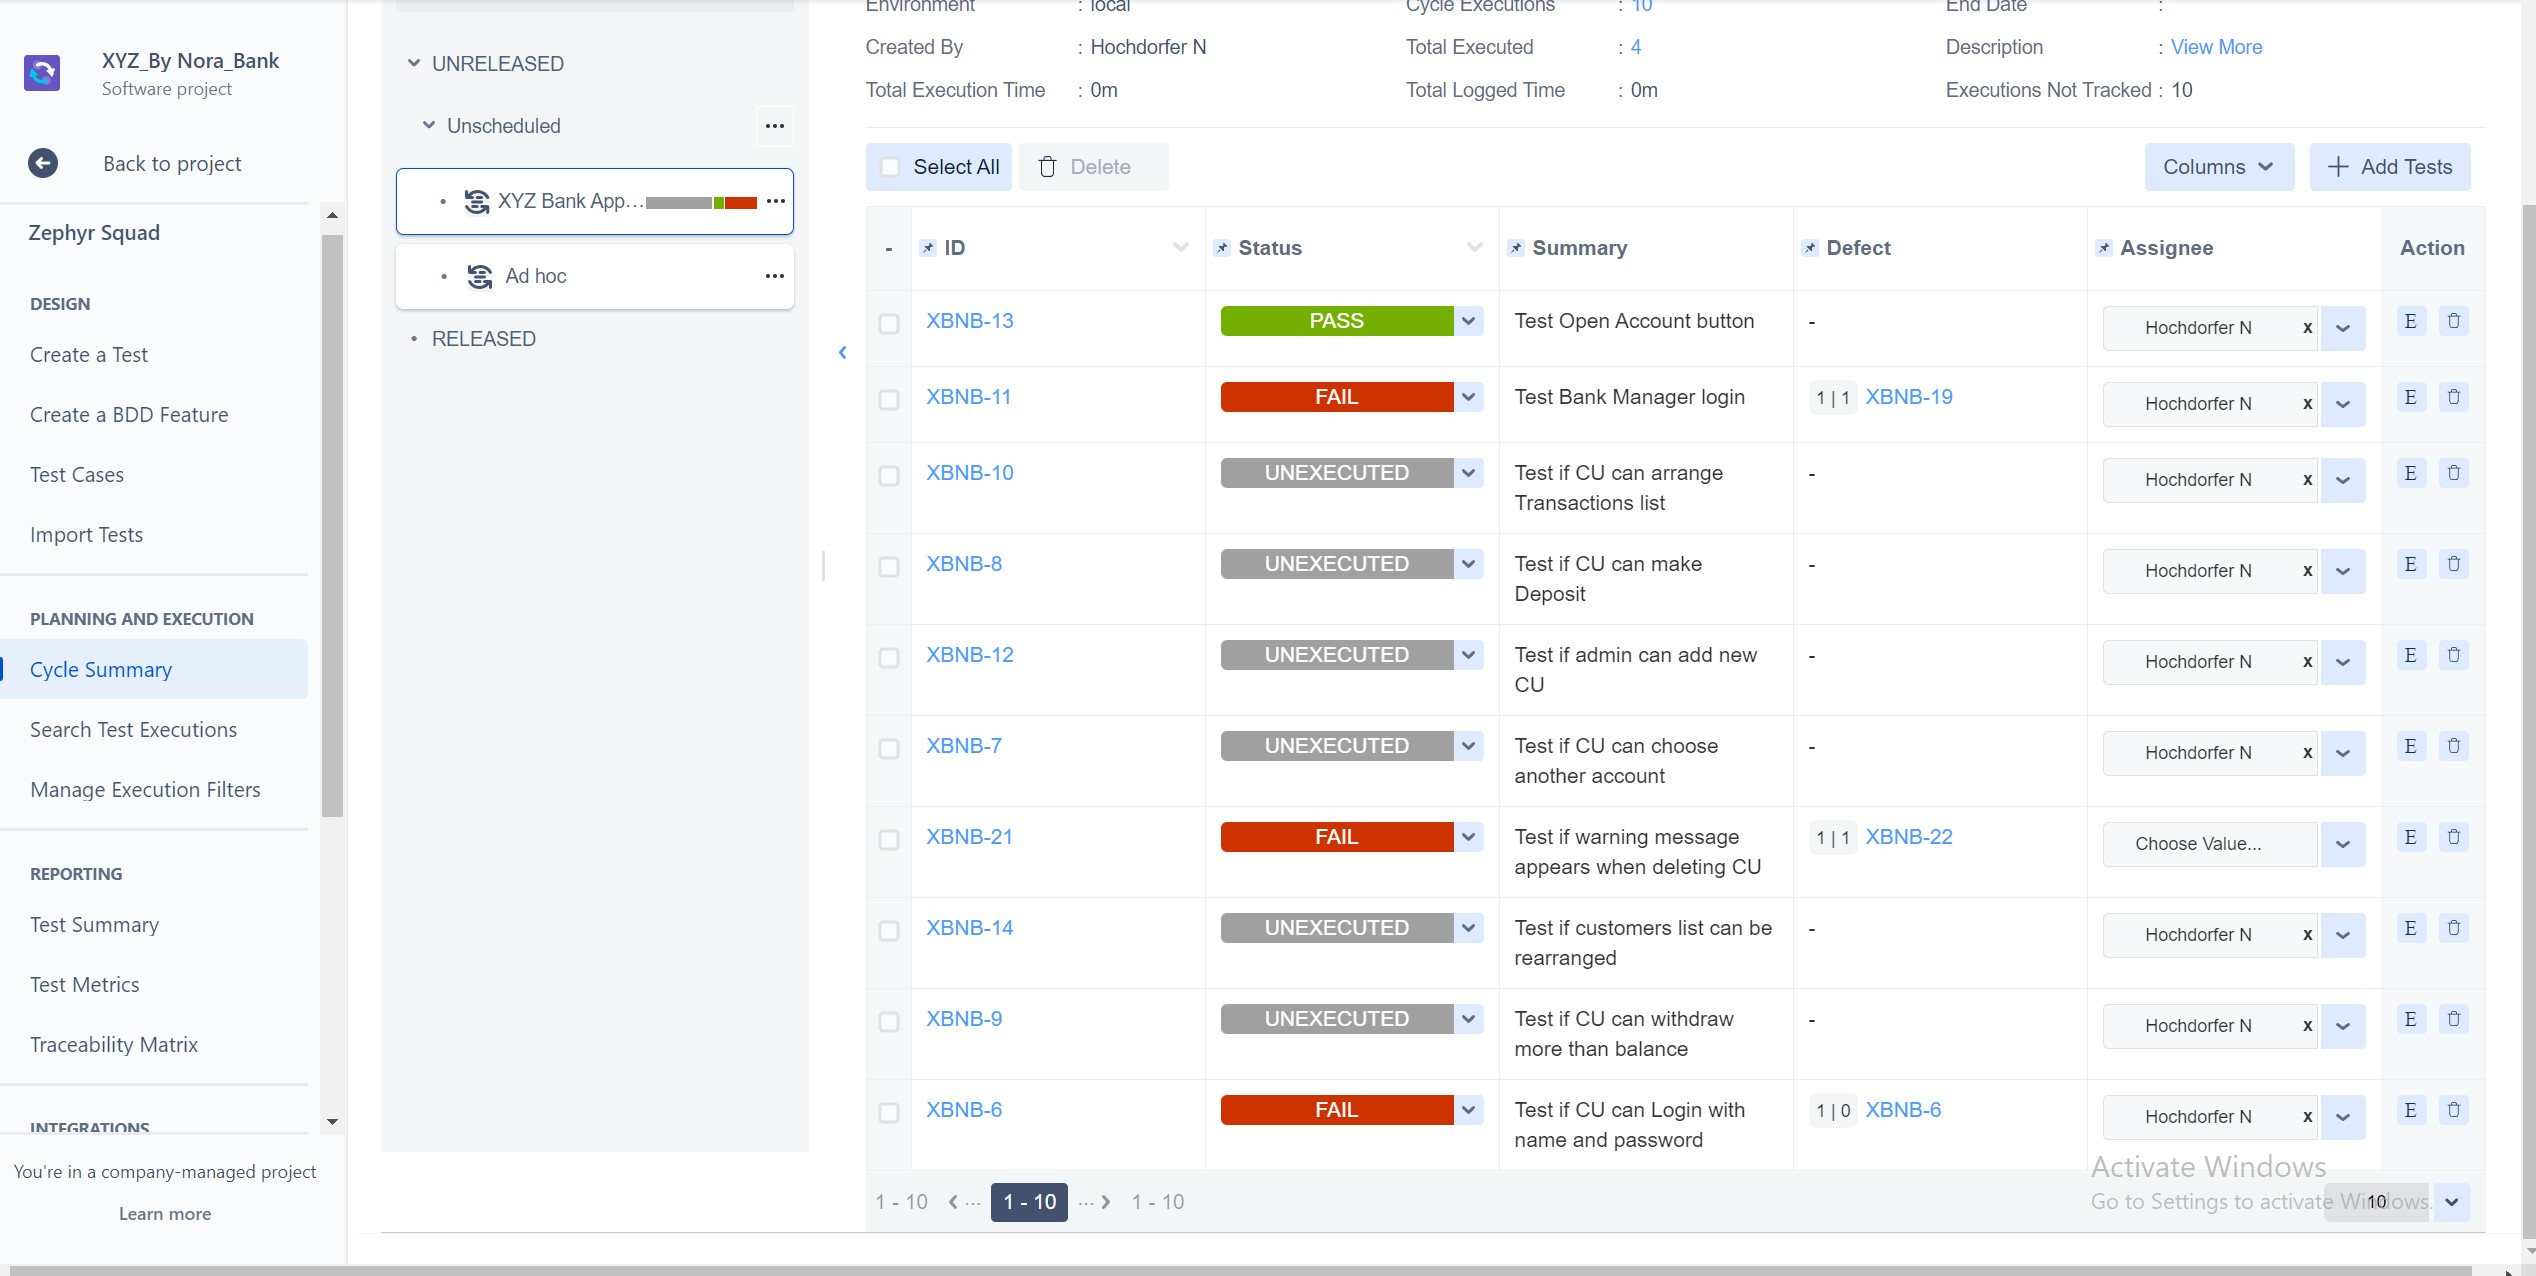 XYZ_By Nora_Bank
Software project
Back to project
Zephyr Squad
DESIGN
Create a Test
Create a BDD Feature
Test Cases
Import Tests
PLANNING AND EXECUTION
Cycle Summary
Search Test Executions
Manage Execution Filters
REPORTING
Test Summary
Test Metrics
Traceability Matrix
INTEGRATIONS
You're in a company-managed project
Learn more
UNRELEASED
Unscheduled
XYZ Bank App...
Ad hoc
RELEASED
Environment : local Cycle Executions : 10 End Date :
Created By : Hochdorfer N Total Executed : 4 Description : View More
Total Execution Time : 0m Total Logged Time : 0m Executions Not Tracked : 10
Select All Delete Columns Add Tests
- ID Status Summary Defect Assignee Action
XBNB-13 PASS Test Open Account button - Hochdorfer N x E
XBNB-11 FAIL Test Bank Manager login 1 | 1 XBNB-19 Hochdorfer N x E
XBNB-10 UNEXECUTED Test if CU can arrange - Hochdorfer N x E
Transactions list
XBNB-8 UNEXECUTED Test if CU can make - Hochdorfer N x E
Deposit
XBNB-12 UNEXECUTED Test if admin can add new - Hochdorfer N x E
CU
XBNB-7 UNEXECUTED Test if CU can choose - Hochdorfer N x E
another account
XBNB-21 FAIL Test if warning message 1 | 1 XBNB-22 Choose Value... E
appears when deleting CU
XBNB-14 UNEXECUTED Test if customers list can be - Hochdorfer N x E
rearranged
XBNB-9 UNEXECUTED Test if CU can withdraw - Hochdorfer N x E
more than balance
XBNB-6 FAIL Test if CU can Login with 1 | 0 XBNB-6 Hochdorfer N x E
name and password
1 - 10 ... 1 - 10 ... 1 - 10 10
Activate Windows
Go to Settings to activate Windows.